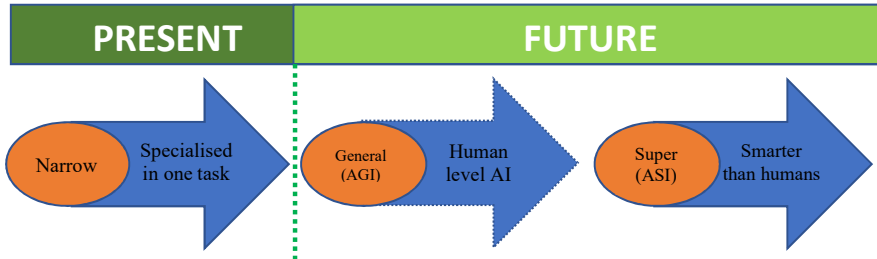 PRESENT
FUTURE
Narrow
Specialised
in one task
General
(AGI)
Human
level AI
Super
(ASI)
Smarter
than humans